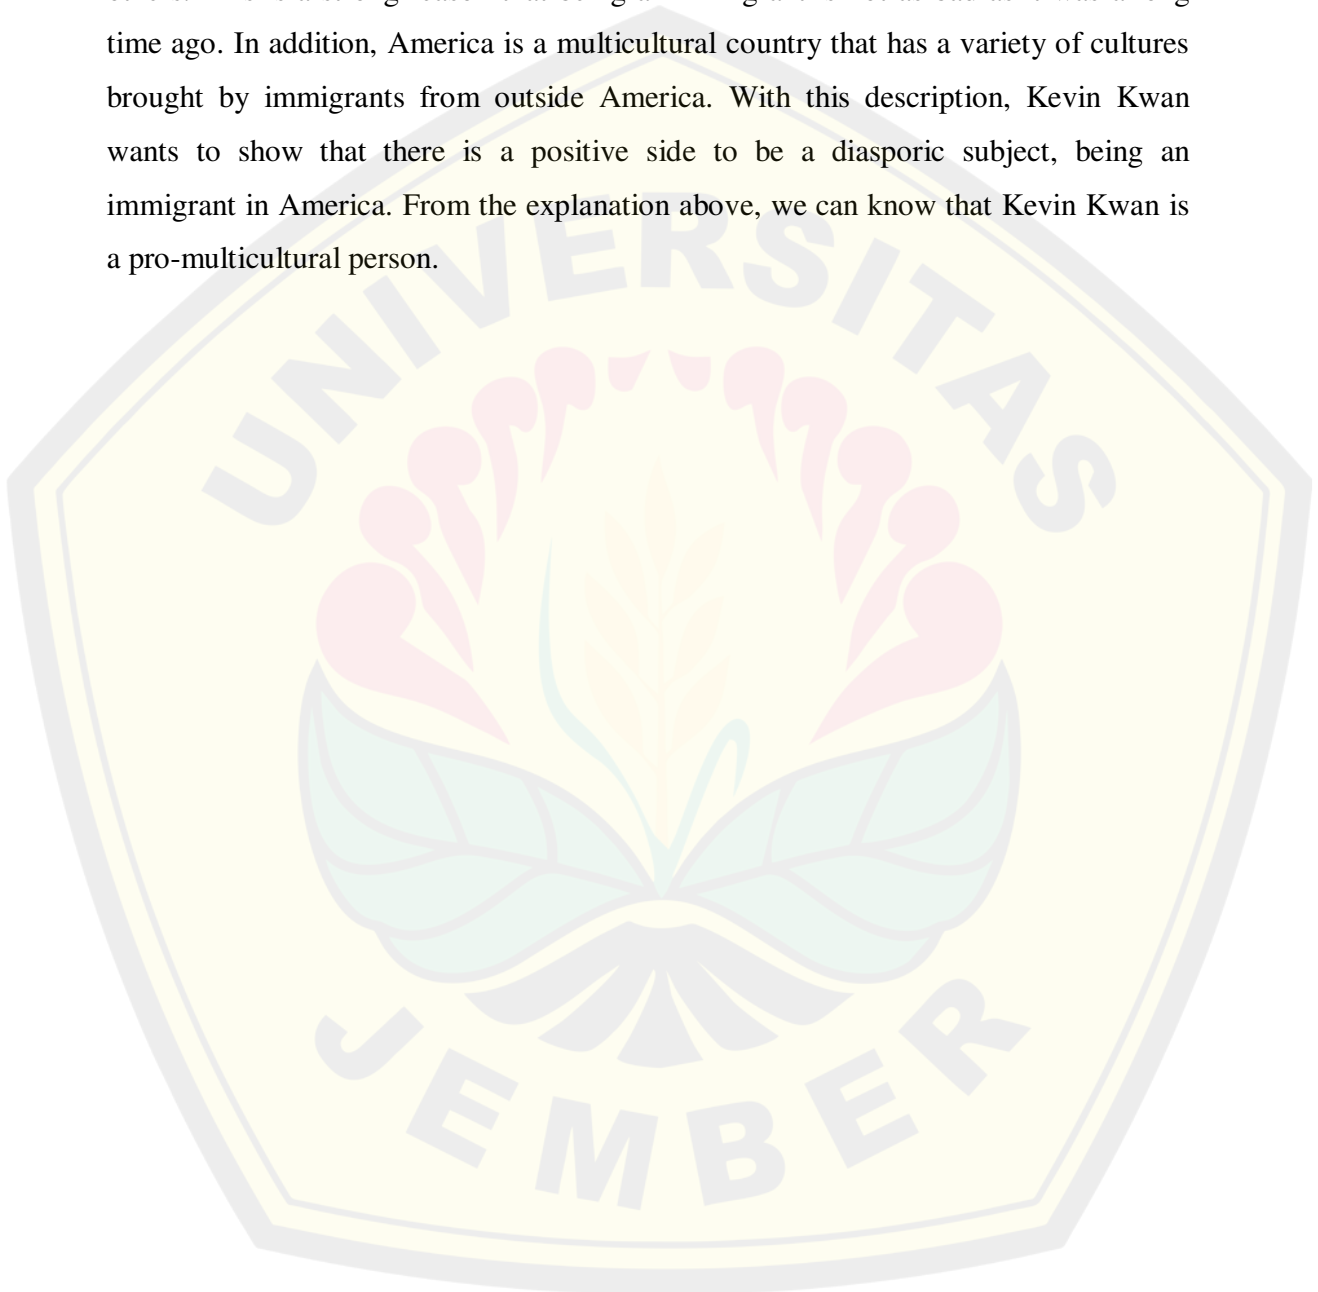 time ago. In addition, America is a multicultural country that has a variety of cultures
brought by immigrants from outside America. With this description, Kevin Kwan
wants to show that there is a positive side to be a diasporic subject, being an
immigrant in America. From the explanation above, we can know that Kevin Kwan is
a pro-multicultural person.
UNIVERSITAS
JEMBER